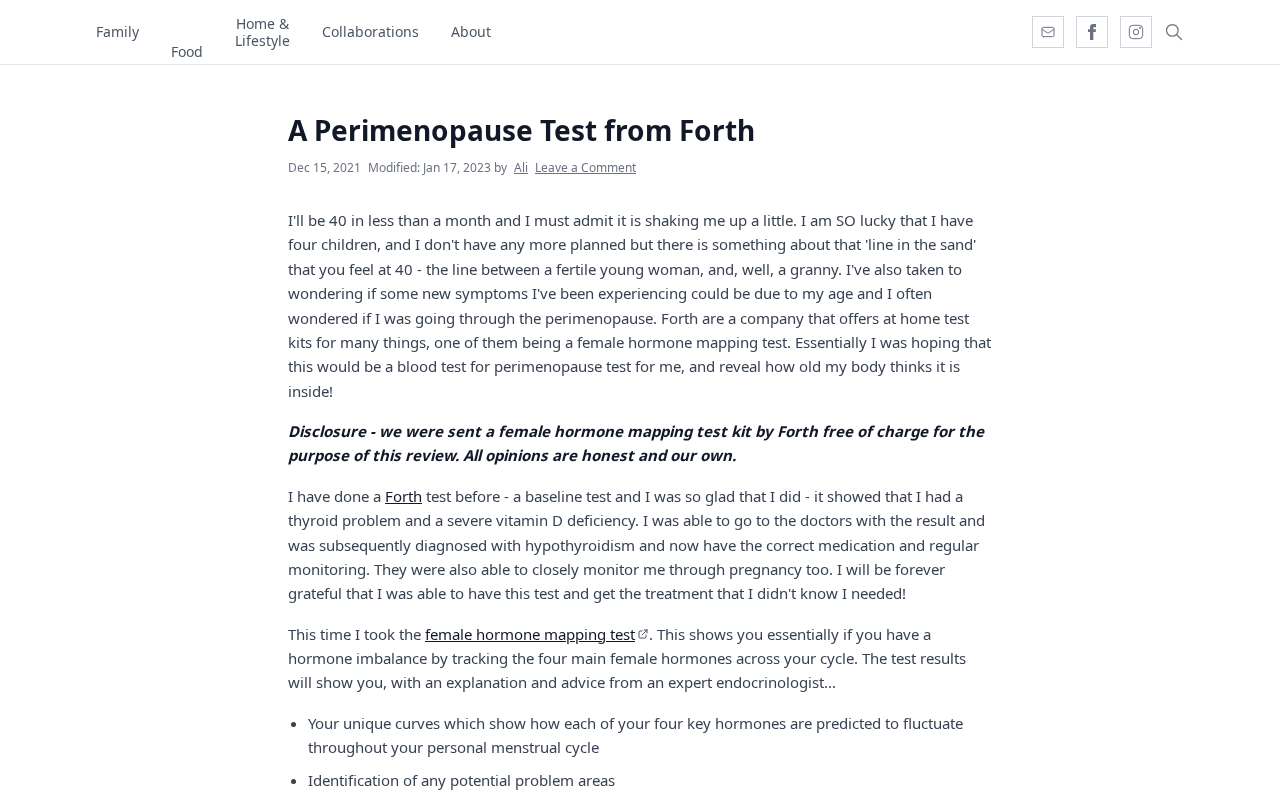 Family
Food
Home &
Lifestyle
Collaborations
About
A Perimenopause Test from Forth
Dec 15, 2021 Modified: Jan 17, 2023 by Ali Leave a Comment
I'll be 40 in less than a month and I must admit it is shaking me up a little. I am SO lucky that I have
four children, and I don't have any more planned but there is something about that 'line in the sand'
that you feel at 40 - the line between a fertile young woman, and, well, a granny. I've also taken to
wondering if some new symptoms I've been experiencing could be due to my age and I often
wondered if I was going through the perimenopause. Forth are a company that offers at home test
kits for many things, one of them being a female hormone mapping test. Essentially I was hoping that
this would be a blood test for perimenopause test for me, and reveal how old my body thinks it is
inside!
Disclosure - we were sent a female hormone mapping test kit by Forth free of charge for the
purpose of this review. All opinions are honest and our own.
I have done a Forth test before - a baseline test and I was so glad that I did - it showed that I had a
thyroid problem and a severe vitamin D deficiency. I was able to go to the doctors with the result and
was subsequently diagnosed with hypothyroidism and now have the correct medication and regular
monitoring. They were also able to closely monitor me through pregnancy too. I will be forever
grateful that I was able to have this test and get the treatment that I didn't know I needed!
This time I took the female hormone mapping test. This shows you essentially if you have a
hormone imbalance by tracking the four main female hormones across your cycle. The test results
will show you, with an explanation and advice from an expert endocrinologist...
• Your unique curves which show how each of your four key hormones are predicted to fluctuate
throughout your personal menstrual cycle
• Identification of any potential problem areas